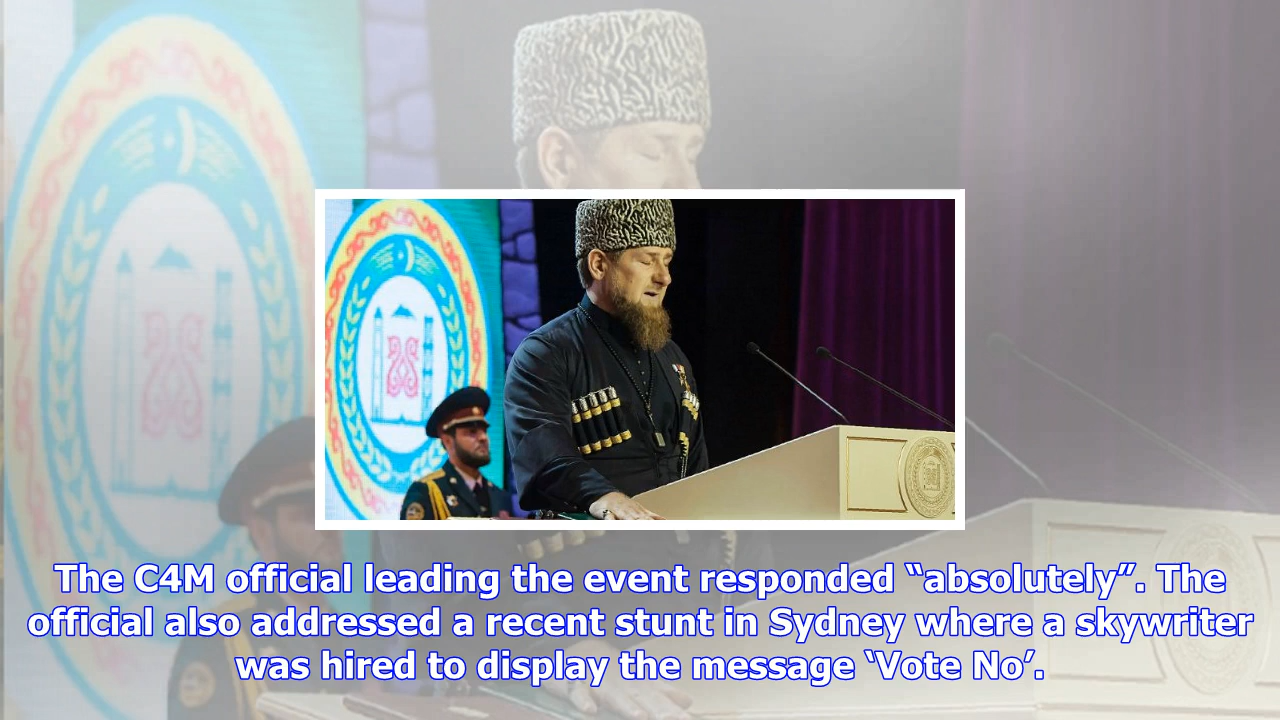 The C4M official leading the event responded “absolutely”. The
official also addressed a recent stunt in Sydney where a skywriter
was hired to display the message ‘Vote No’.